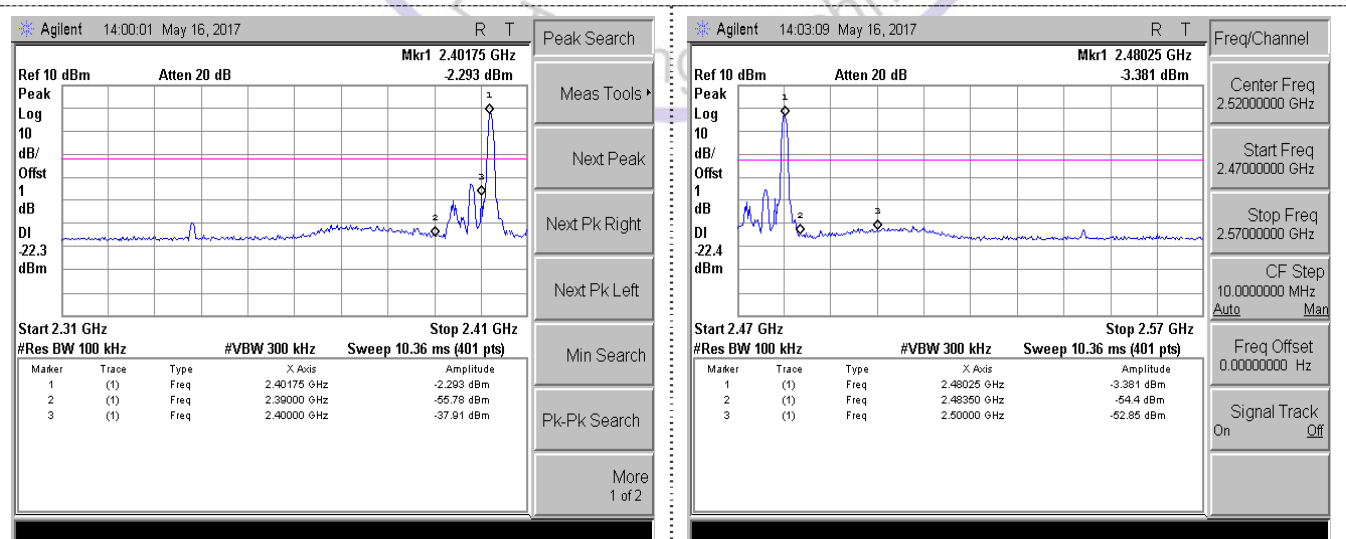 Agilent 14:00:01 May 16, 2017 R T
Mkr1 2.40175 GHz
Ref 10 dBm Atten 20 dB -2.293 dBm
Peak
Log
10
dB/
Offst
1
dB
DI
-22.3
dBm
1
2
3
Start 2.31 GHz Stop 2.41 GHz
#Res BW 100 kHz #VBW 300 kHz Sweep 10.36 ms (401 pts)
Marker Trace Type X Axis Amplitude
1 (1) Freq 2.40175 GHz -2.293 dBm
2 (1) Freq 2.39000 GHz -55.78 dBm
3 (1) Freq 2.40000 GHz -37.91 dBm
Peak Search
Meas Tools
Next Peak
Next Pk Right
Next Pk Left
Min Search
Pk-Pk Search
More
1 of 2
Agilent 14:03:09 May 16, 2017 R T
Mkr1 2.48025 GHz
Ref 10 dBm Atten 20 dB -3.381 dBm
Peak
Log
10
dB/
Offst
1
dB
DI
-22.4
dBm
1
2
3
Start 2.47 GHz Stop 2.57 GHz
#Res BW 100 kHz #VBW 300 kHz Sweep 10.36 ms (401 pts)
Marker Trace Type X Axis Amplitude
1 (1) Freq 2.48025 GHz -3.381 dBm
2 (1) Freq 2.48350 GHz -54.4 dBm
3 (1) Freq 2.50000 GHz -52.85 dBm
Freq/Channel
Center Freq
2.52000000 GHz
Start Freq
2.47000000 GHz
Stop Freq
2.57000000 GHz
CF Step
10.0000000 MHz
Auto Man
Freq Offset
0.00000000 Hz
Signal Track
On Off